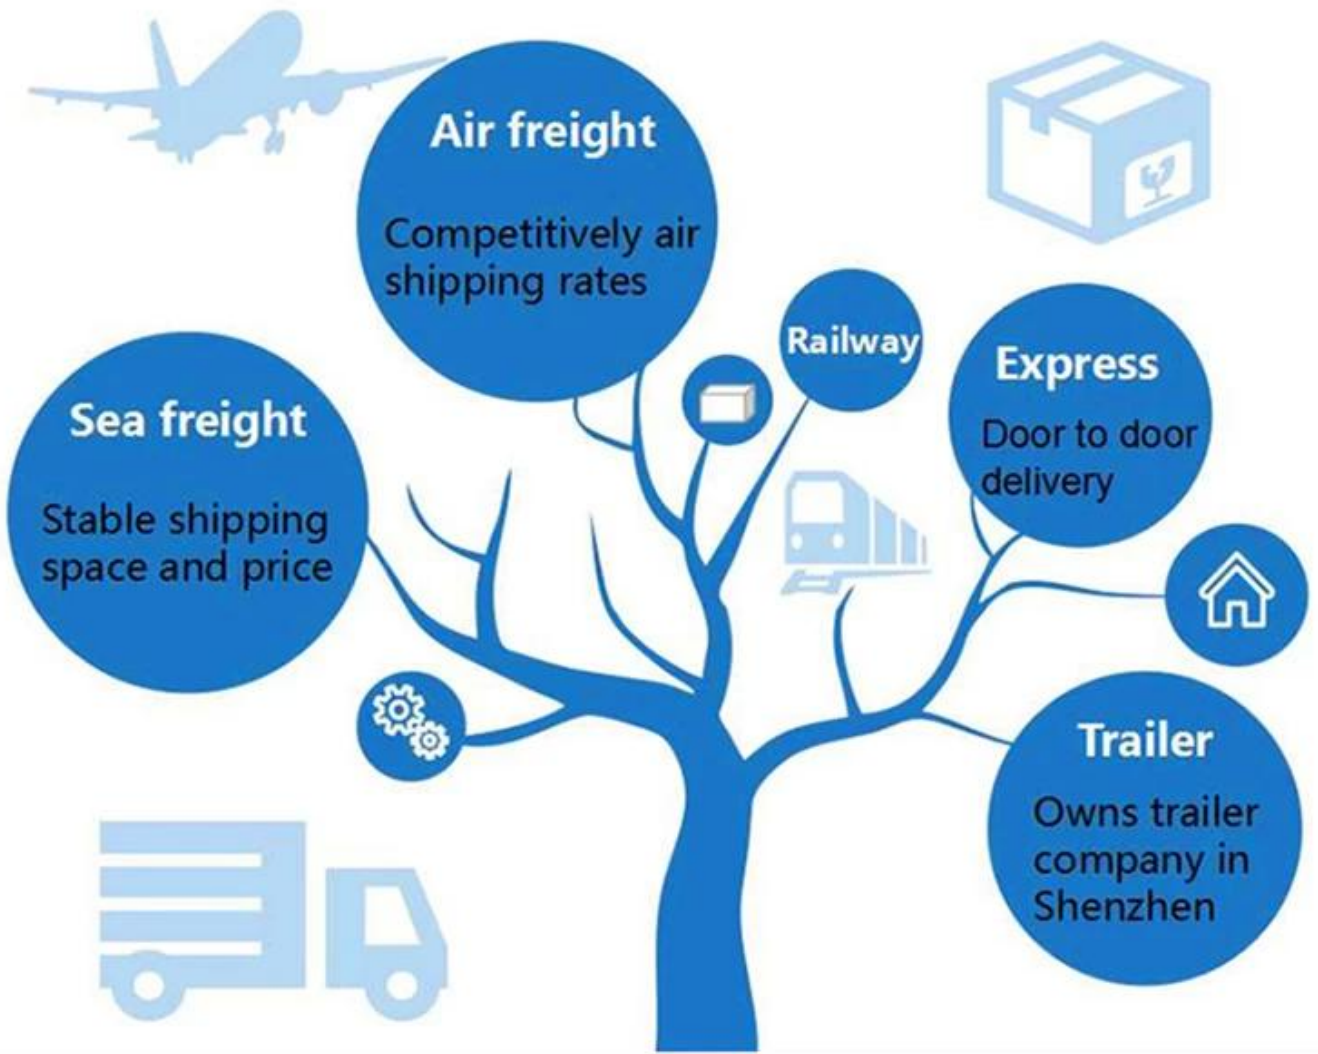 Air freight
Competitively air
shipping rates
Railway
Express
Door to door
delivery
Sea freight
Stable shipping
space and price
Trailer
Owns trailer
company in
Shenzhen